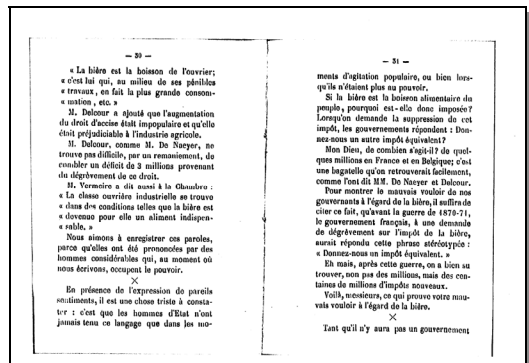 — 30 —
« La bière est la boisson de l'ouvrier;
« c'est lui qui, au milieu de ses pénibles
« travaux, en fait la plus grande consom-
« mation, etc. »
M. Delcour a ajouté que l'augmentation
du droit d'accise était impopulaire et qu'elle
était préjudiciable à l'industrie agricole.
M. Delcour, comme M. De Naeyer, ne
trouve pas difficile, par un remaniement, de
combler un déficit de 3 millions provenant
du dégrèvement de ce droit.
M. Vermeire a dit aussi à la Chambre :
« La classe ouvrière industrielle se trouve
« dans des conditions telles que la bière est
« devenue pour elle un aliment indispen-
« sable. »
Nous aimons à enregistrer ces paroles,
parce qu'elles ont été prononcées par des
hommes considérables qui, au moment où
nous écrivons, occupent le pouvoir.
×
En présence de l'expression de pareils
sentiments, il est une chose triste à consta-
ter : c'est que les hommes d'Etat n'ont
jamais tenu ce langage que dans les mo-
— 31 —
ments d'agitation populaire, ou bien lors-
qu'ils n'étaient plus au pouvoir.
Si la bière est la boisson alimentaire du
peuple, pourquoi est-elle donc imposée?
Lorsqu'on demande la suppression de cet
impôt, les gouvernements répondent : Don-
nez-nous un autre impôt équivalent?
Mon Dieu, de combien s'agit-il? de quel-
ques millions en France et en Belgique; c'est
une bagatelle qu'on retrouverait facilement,
comme l'ont dit MM. De Naeyer et Delcour.
Pour montrer le mauvais vouloir de nos
gouvernants à l'égard de la bière, il suffira de
citer ce fait, qu'avant la guerre de 1870-71,
le gouvernement français, à une demande
de dégrèvement sur l'impôt de la bière,
aurait répondu cette phrase stéréotypée :
« Donnez-nous un impôt équivalent. »
Eh mais, après cette guerre, on a bien su
trouver, non pas des millions, mais des cen-
taines de millions d'impôts nouveaux.
Voilà, messieurs, ce qui prouve votre mau-
vais vouloir à l'égard de la bière.
×
Tant qu'il n'y aura pas un gouvernement